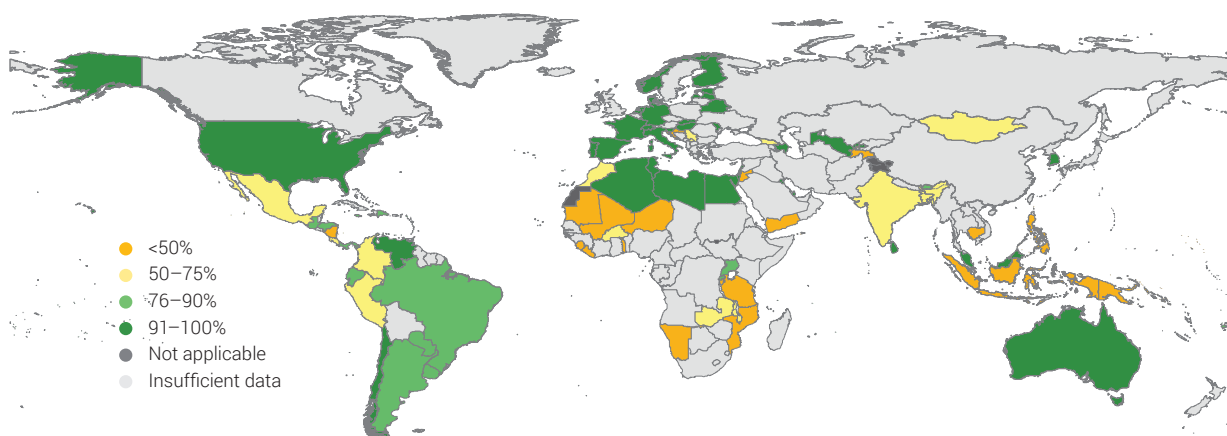 <50%
50–75%
76–90%
91–100%
Not applicable
Insufficient data